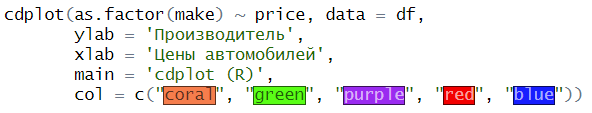 cdplot(as.factor(make) ~ price, data = df,
ylab = 'Производитель',
xlab = 'Цены автомобилей',
main = 'cdplot (R)',
col = c("coral", "green", "purple", "red", "blue"))